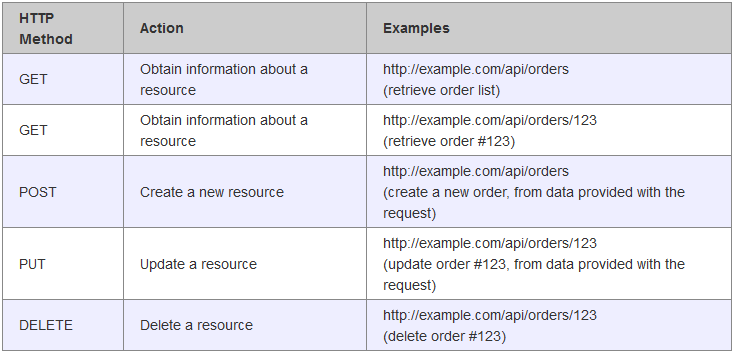 HTTP Method Action Examples
GET Obtain information about a resource http://example.com/api/orders
(retrieve order list)
GET Obtain information about a resource http://example.com/api/orders/123
(retrieve order #123)
POST Create a new resource http://example.com/api/orders
(create a new order, from data provided with the request)
PUT Update a resource http://example.com/api/orders/123
(update order #123, from data provided with the request)
DELETE Delete a resource http://example.com/api/orders/123
(delete order #123)